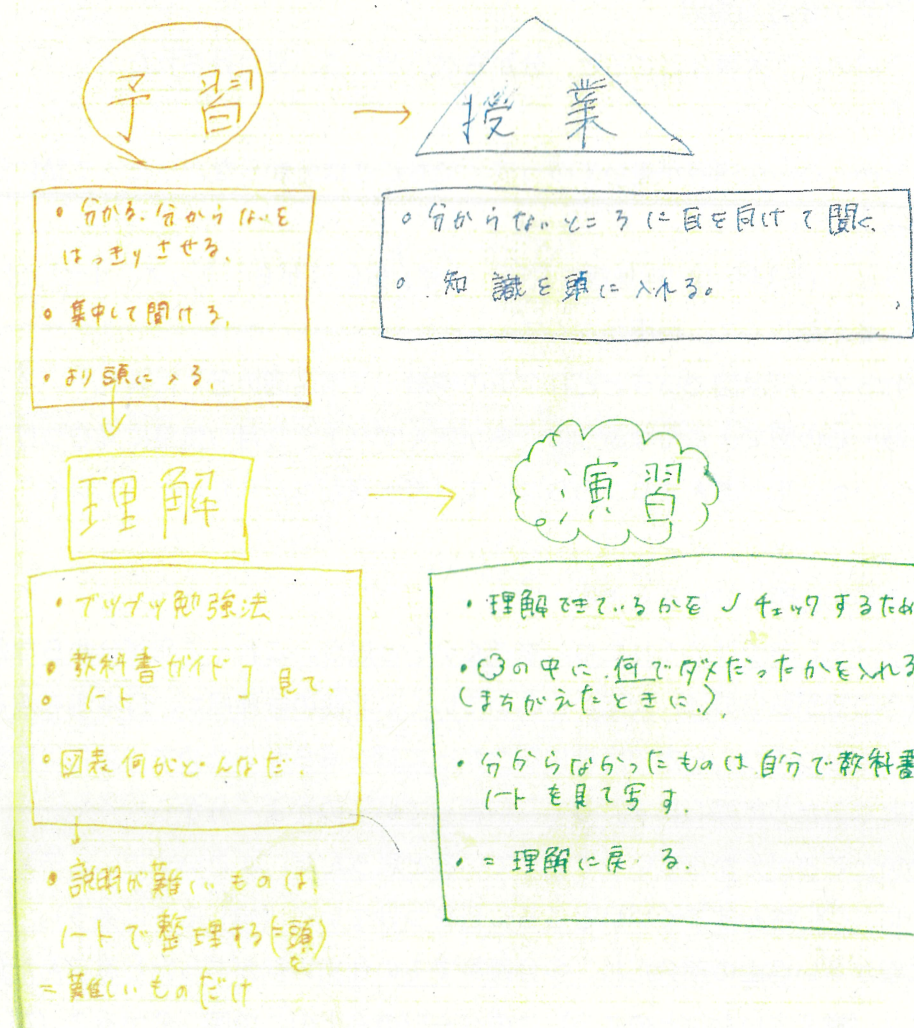 予習
→
授業
・分かる、分からないを
はっきりさせる。
・集中して聞ける。
・より頭に入る。
・分からないところに目を向けて聞く。
・知識を頭に入れる。
理解
→
演習
・ブツブツ勉強法
・教科書ガイド
・ノート ]見て、
・図表何がどんなだ。
↓
・説明が難しいものは
ノートで整理する(=頭)
を
=難しいものだけ
・理解できているかを✓チェックするため
・の中に、何でダメだったかを入れる
(まちがえたときに。)、
・分からなかったものは、自分で教科書
ノートを見て写す
・=理解に戻る。